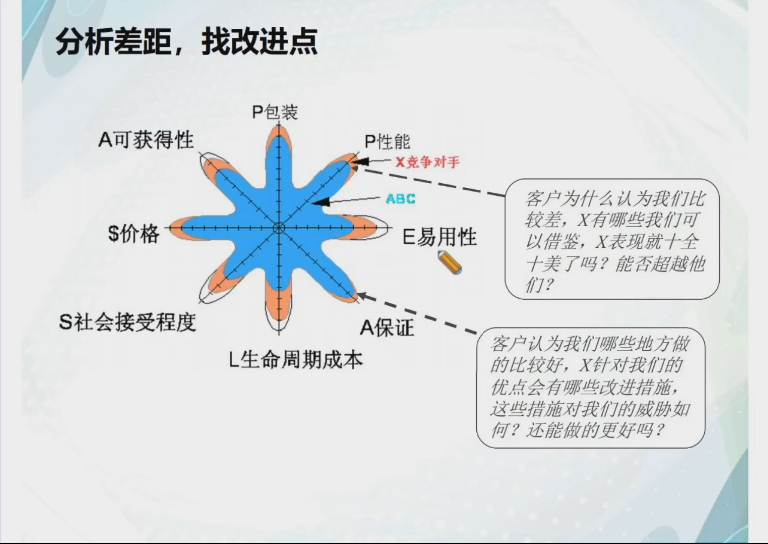 分析差距，找改进点
P包装
A可获得性
P性能
X竞争对手
ABC
$价格
E易用性
S社会接受程度
A保证
L生命周期成本
客户为什么认为我们比
较差，X有哪些我们可
以借鉴，X表现就十全
十美了吗？能否超越他
们？
客户认为我们哪些地方做
的比较好，X针对我们的
优点会有哪些改进措施，
这些措施对我们的威胁如
何？还能做的更好吗？